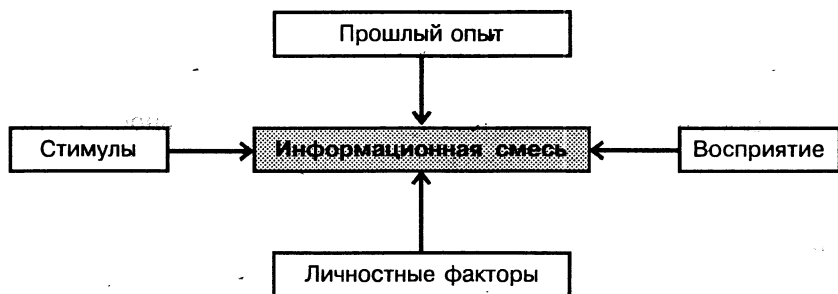 Прошлый опыт
Стимулы
Информационная смесь
Восприятие
Личностные факторы